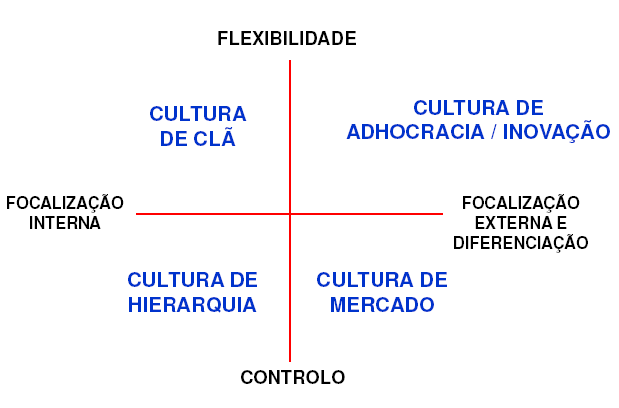 FLEXIBILIDADE
CULTURA
DE CLÃ
CULTURA DE
ADHOCRACIA / INOVAÇÃO
FOCALIZAÇÃO
INTERNA
FOCALIZAÇÃO
EXTERNA E
DIFERENCIAÇÃO
CULTURA DE
HIERARQUIA
CULTURA DE
MERCADO
CONTROLO